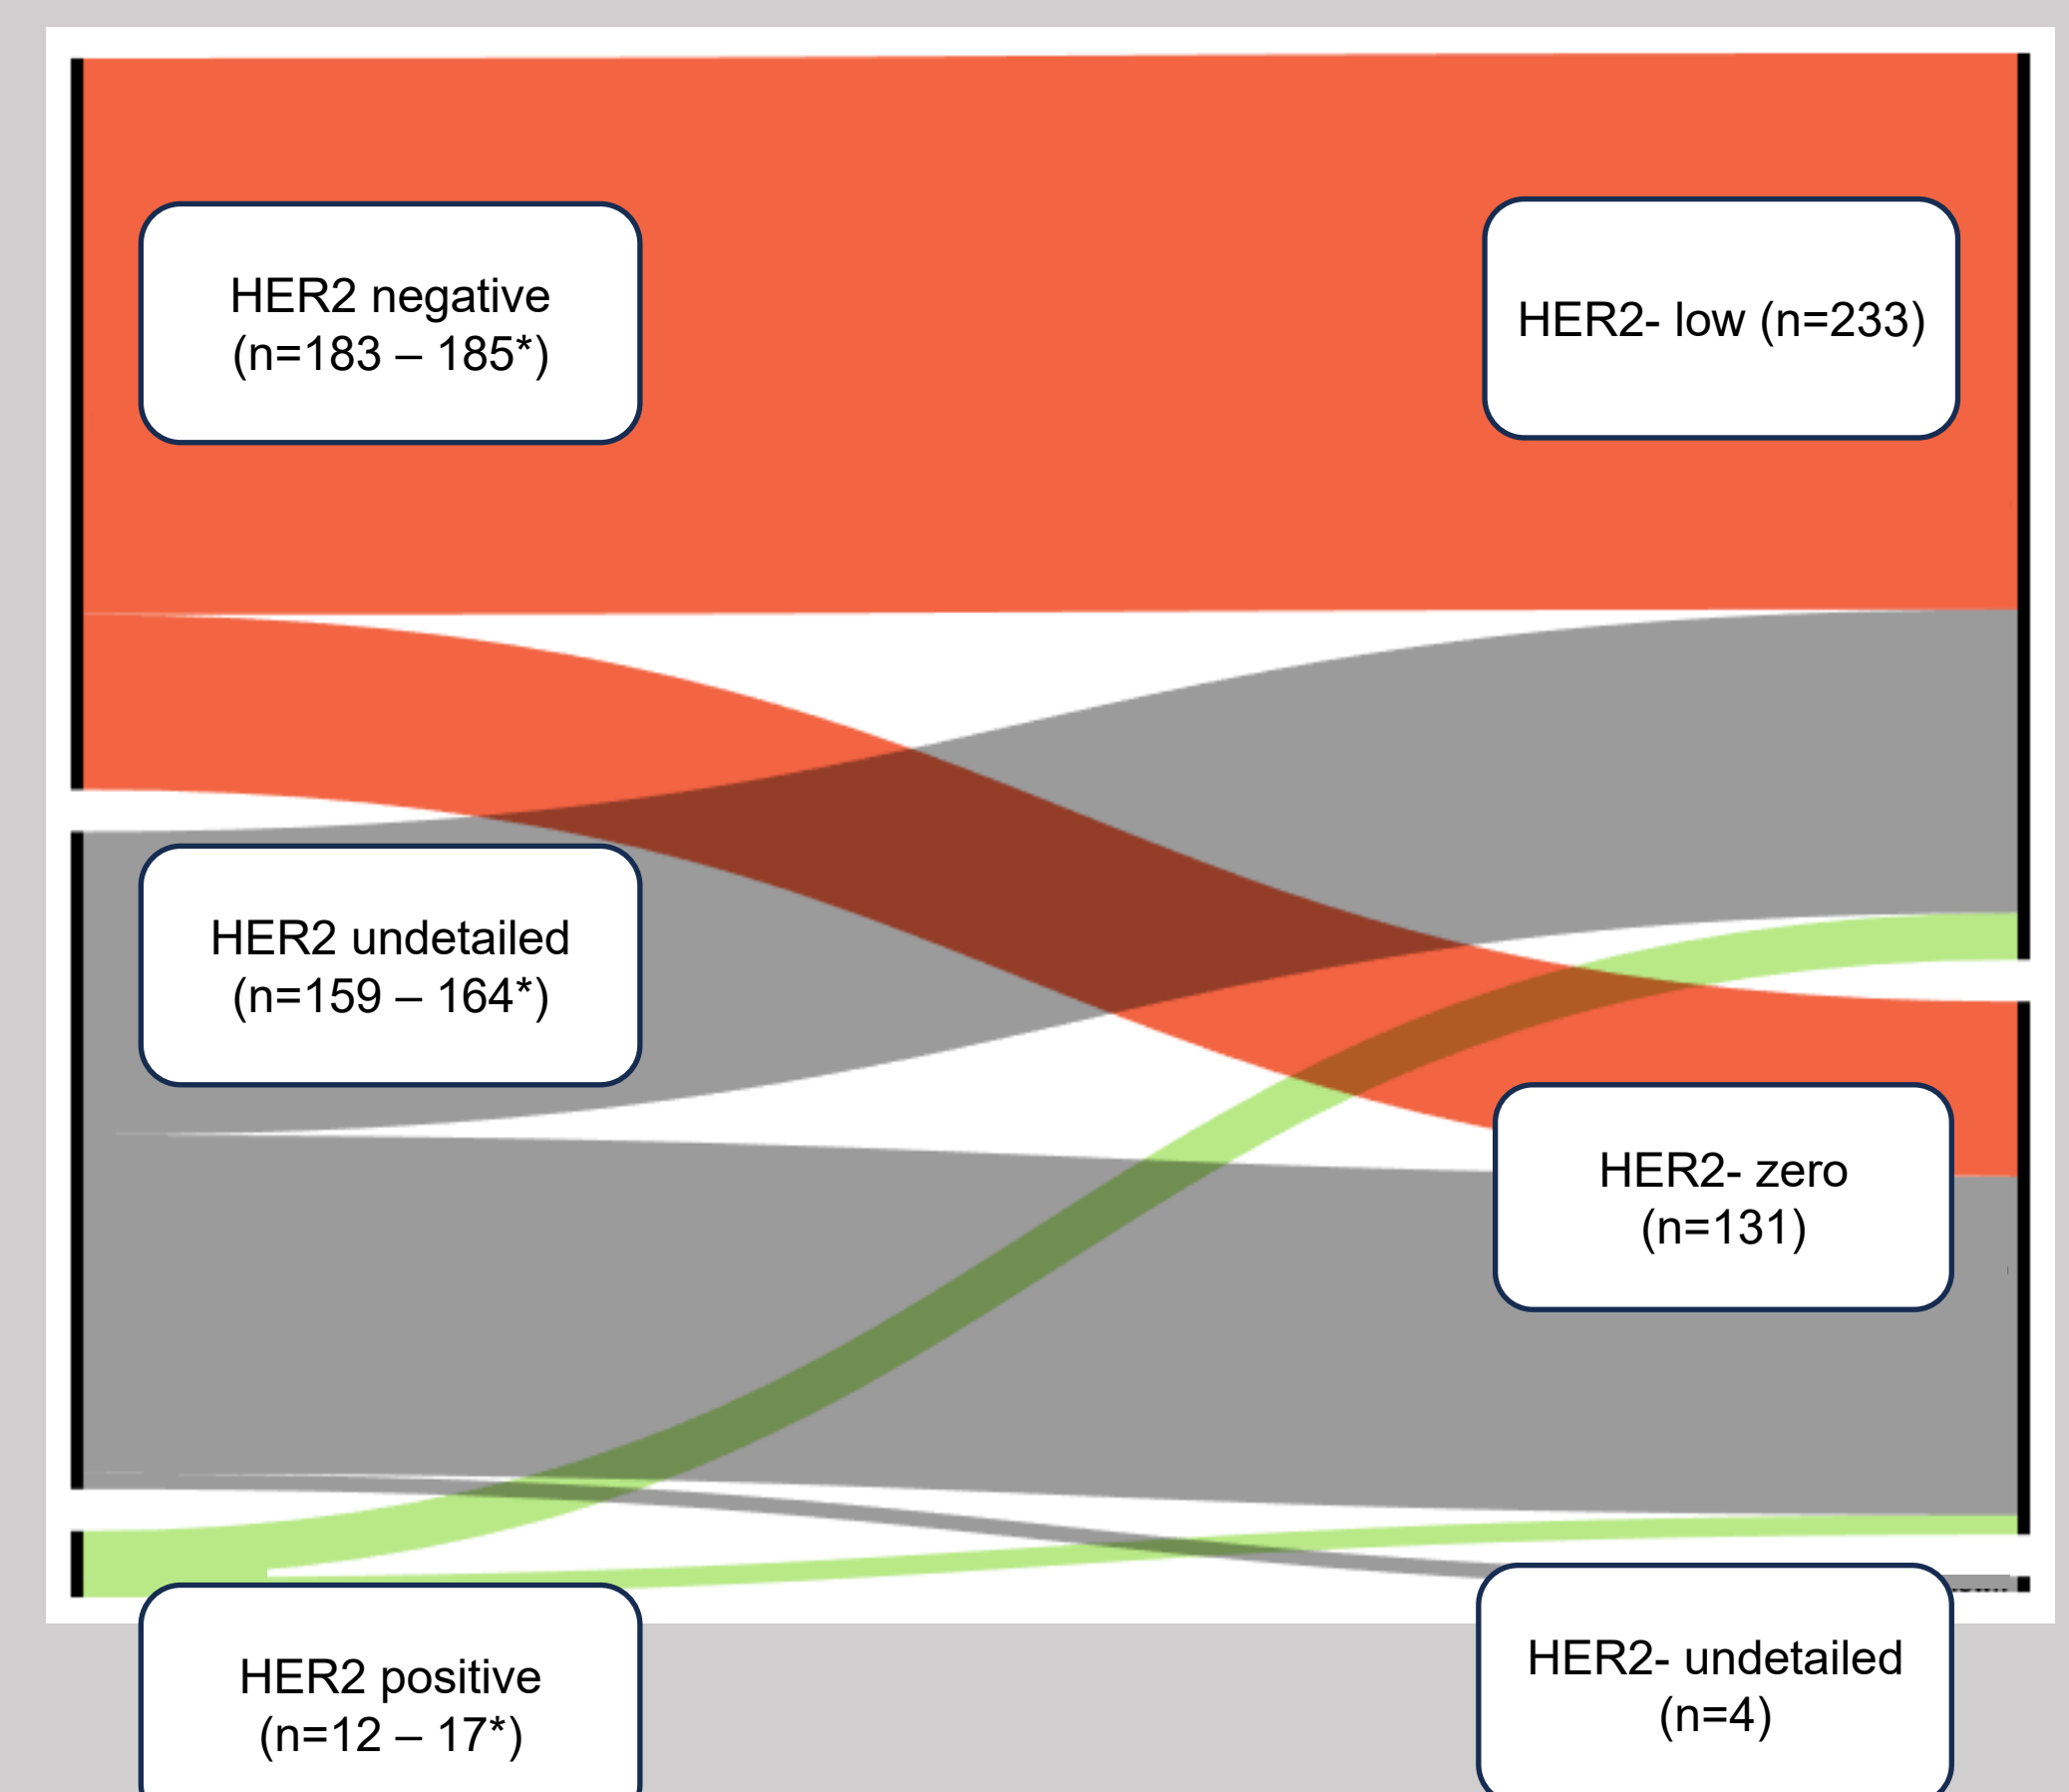 HER2 negative
(n=183 – 185*)
HER2- low (n=233)
HER2 undetailed
(n=159 – 164*)
HER2- zero
(n=131)
HER2 positive
(n=12 – 17*)
HER2- undetailed
(n=4)